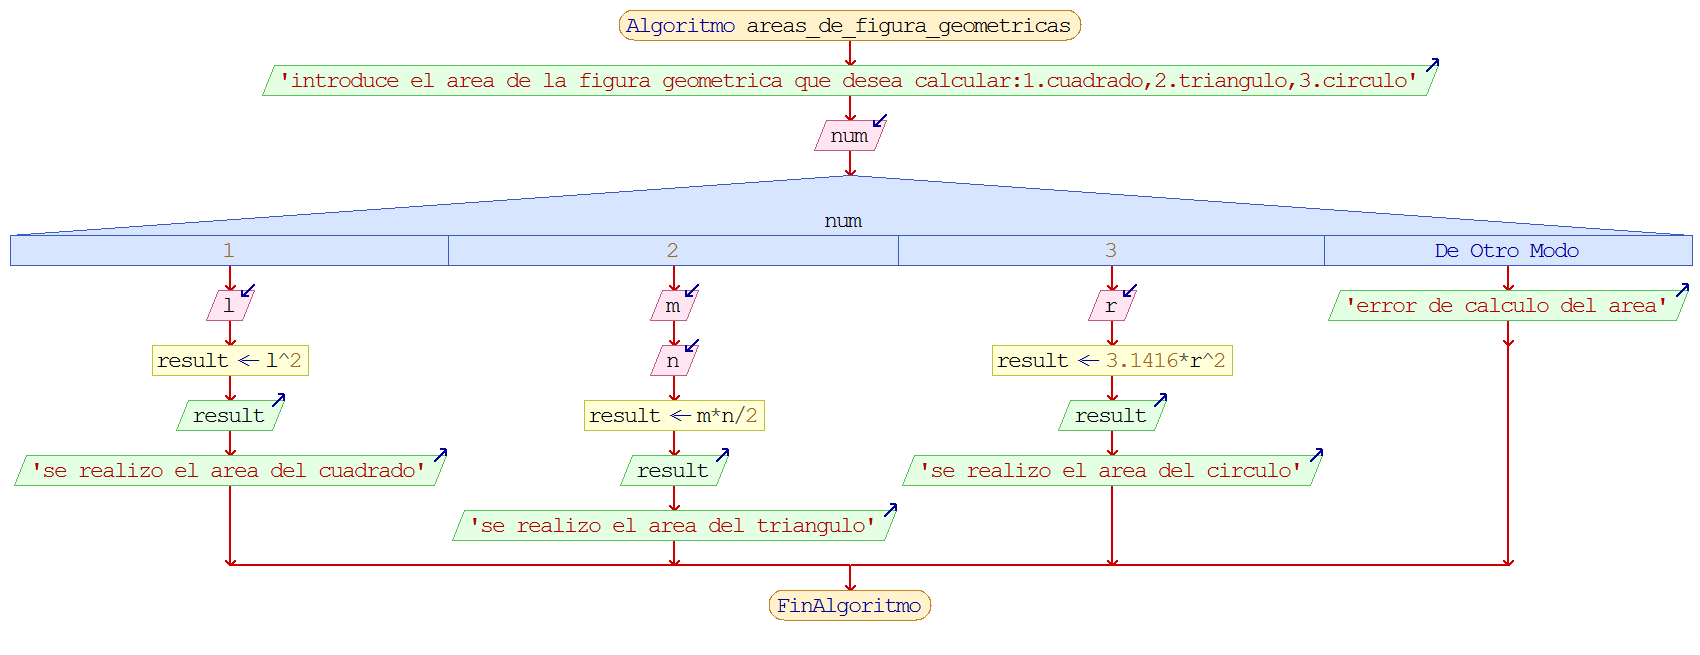 Algoritmo areas_de_figura_geometricas
'introduce el area de la figura geometrica que desea calcular:1.cuadrado,2.triangulo,3.circulo'
num
num
1
2
3
De Otro Modo
l
m
r
'error de calculo del area'
result ← l^2
n
result ← 3.1416*r^2
result
result ← m*n/2
result
'se realizo el area del cuadrado'
result
'se realizo el area del circulo'
'se realizo el area del triangulo'
FinAlgoritmo